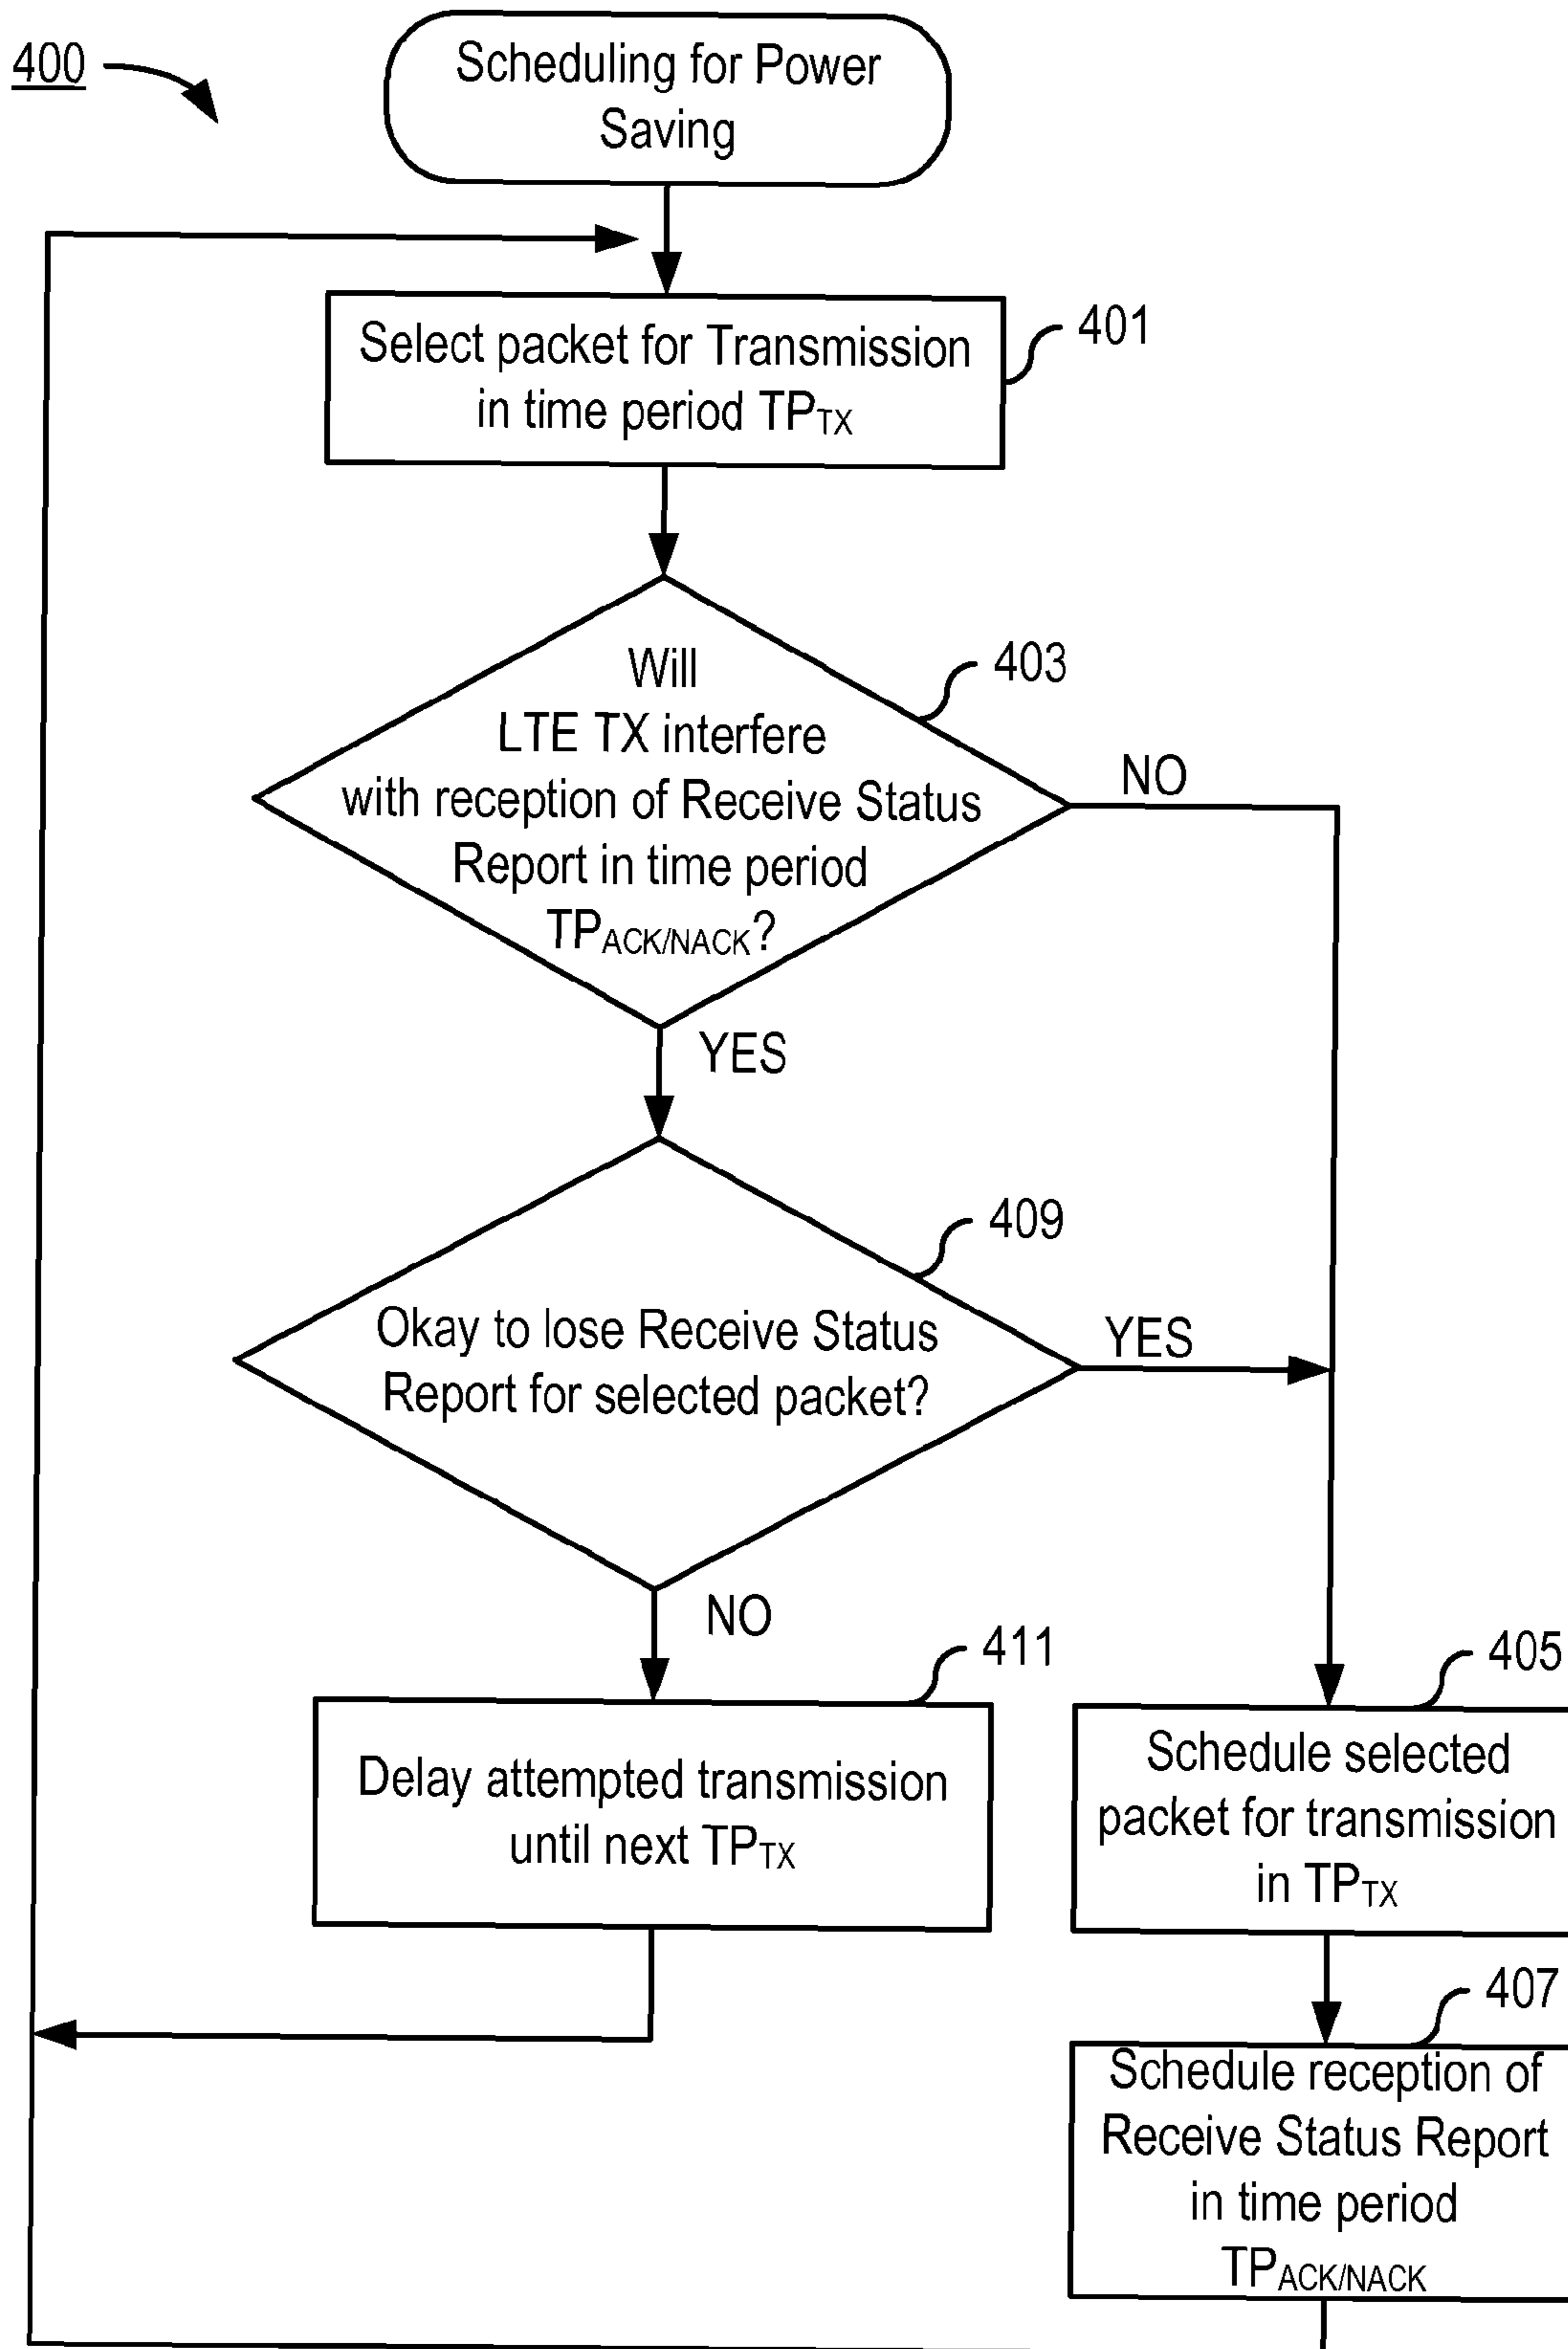 400
Scheduling for Power
Saving
Select packet for Transmission
in time period TPTX
401
Will
LTE TX interfere
with reception of Receive Status
Report in time period
TPACK/NACK?
403
NO
YES
409
Okay to lose Receive Status
Report for selected packet?
YES
NO
411
Delay attempted transmission
until next TPTX
405
Schedule selected
packet for transmission
in TPTX
407
Schedule reception of
Receive Status Report
in time period
TPACK/NACK